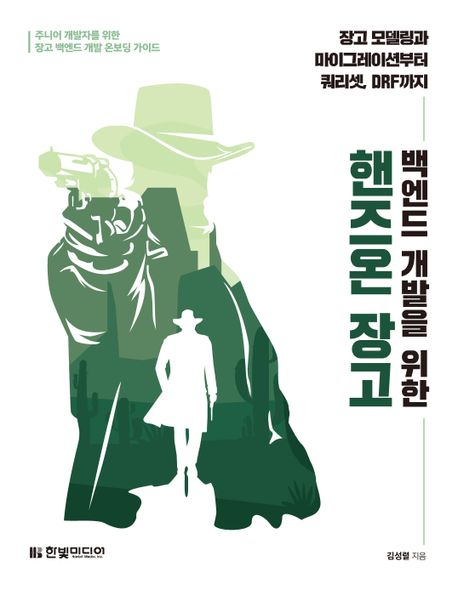 주니어 개발자를 위한
장고 백엔드 개발 온보딩 가이드
장고 모델링과
마이그레이션부터
쿼리셋, DRF까지
백엔드 개발을 위한
핸즈온 장고
김성렬 지음
한빛미디어
Hanbit Media, Inc.